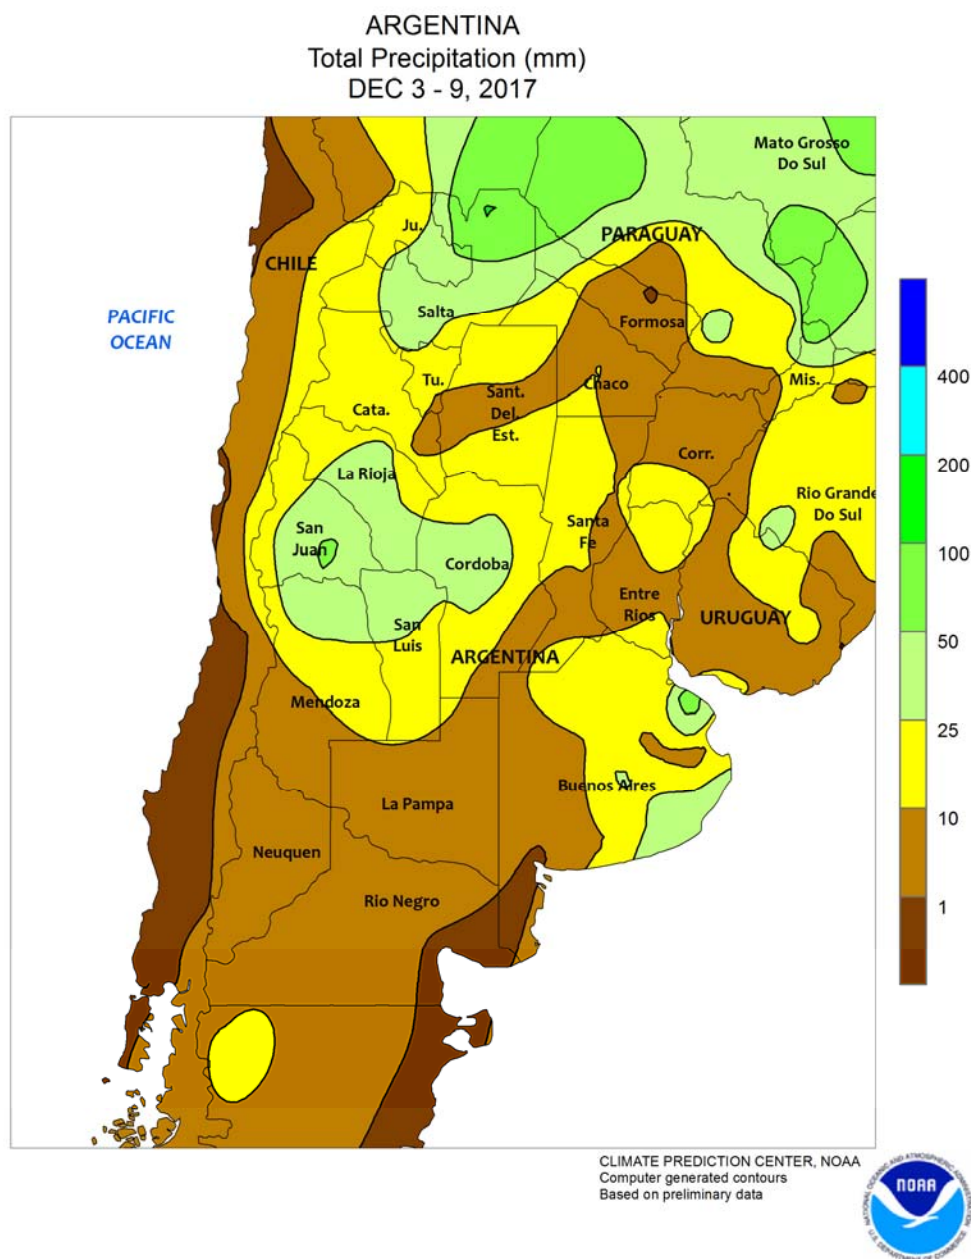 ARGENTINA
Total Precipitation (mm)
DEC 3 - 9, 2017
Mato Grosso
Do Sul
Ju.
PARAGUAY
CHILE
PACIFIC
OCEAN
Salta
Formosa
Tu.
Chaco
Mis.
Sant.
Del.
Est.
Cata.
Corr.
La Rioja
Rio Grande
Do Sul
San
Juan
Santa
Fe
Cordoba
Entre
Rios
URUGUAY
San
Luis
ARGENTINA
Mendoza
Buenos Aires
La Pampa
Neuquen
Rio Negro
400
200
100
50
25
10
1
CLIMATE PREDICTION CENTER, NOAA
Computer generated contours
Based on preliminary data
NOAA